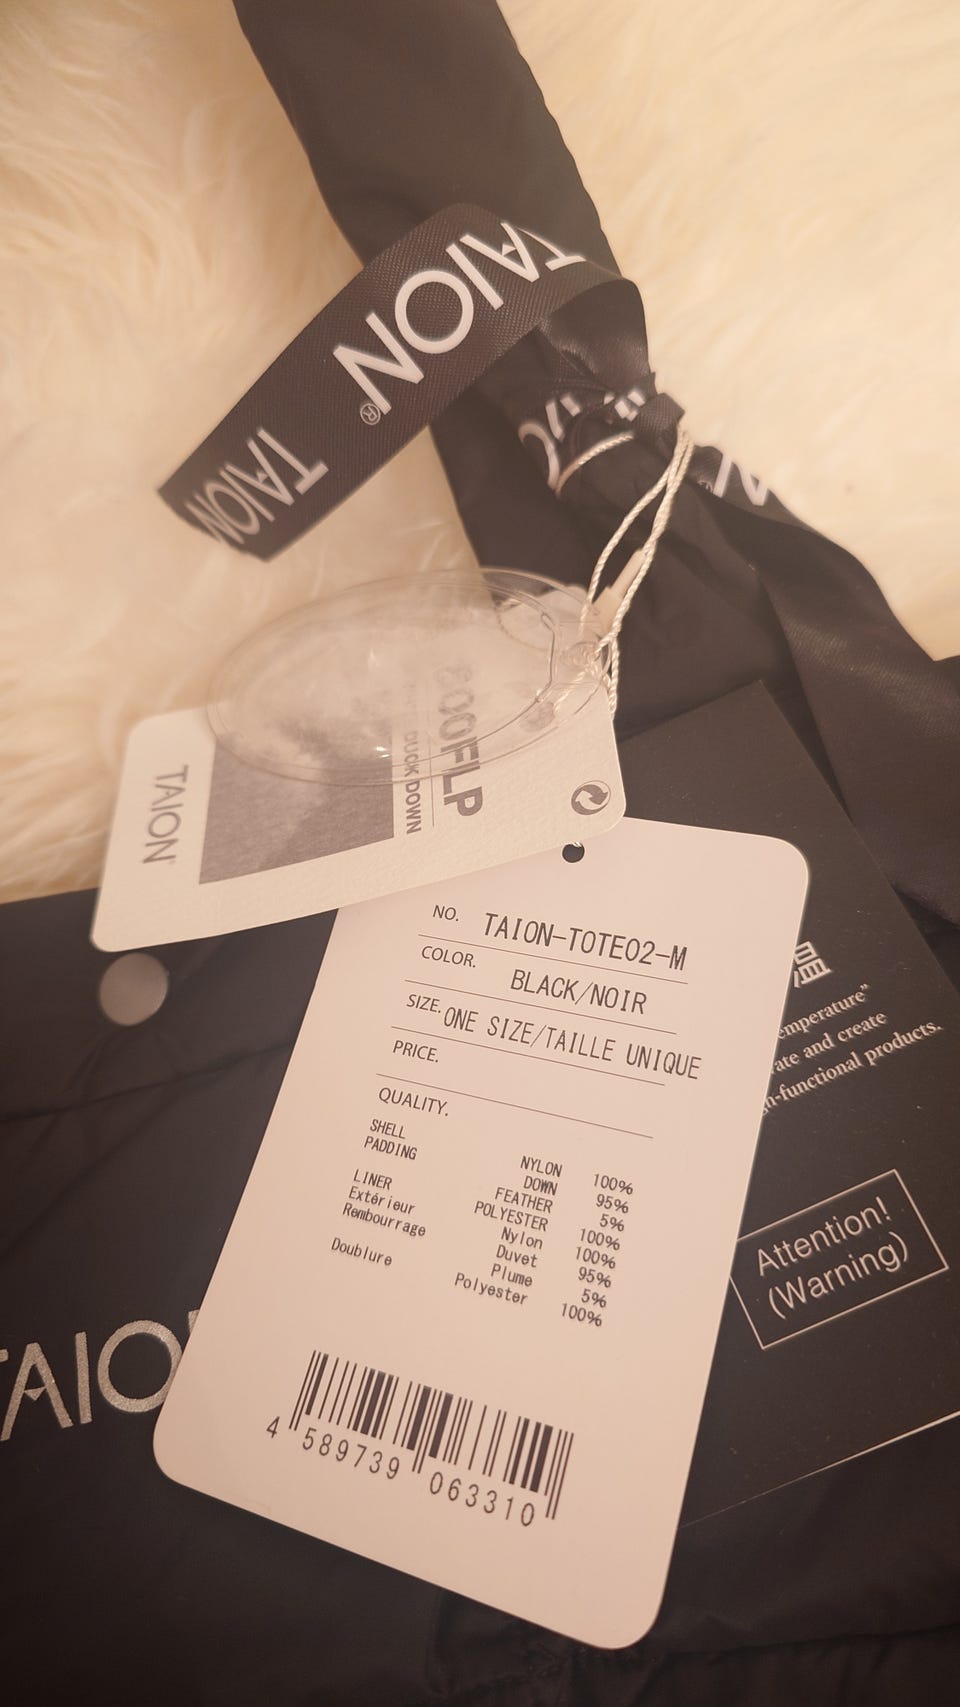 TAION
TAION®
TAION
N
800FLP
DUCK DOWN
TAION
NO. TAION-TOTE02-M
COLOR. BLACK/NOIR
SIZE. ONE SIZE/TAILLE UNIQUE
PRICE.
QUALITY.
SHELL NYLON 100%
PADDING DOWN 95%
FEATHER 5%
LINER POLYESTER 100%
Extérieur Nylon 100%
Rembourrage Duvet 95%
Plume 5%
Doublure Polyester 100%
4 589739 063310
温
emperature"
ate and create
h-functional products.
Attention!
(Warning)
TAION